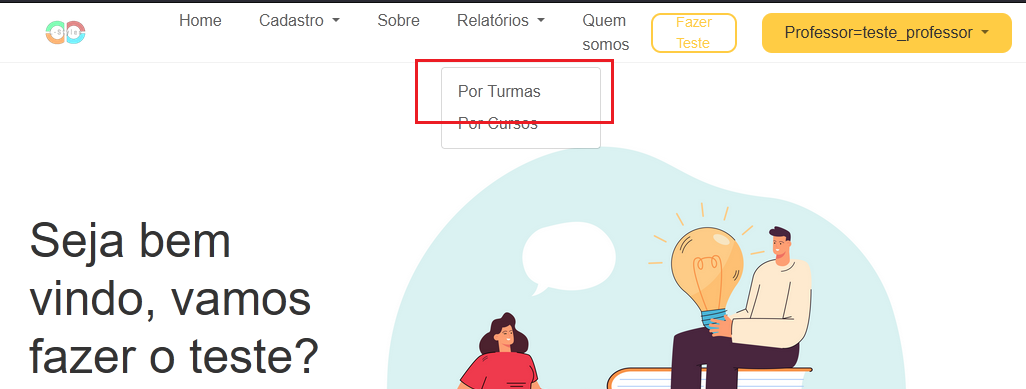 Home Cadastro Sobre Relatórios Quem somos Fazer Teste Professor=teste_professor
Por Turmas
Por Cursos
Seja bem
vindo, vamos
fazer o teste?